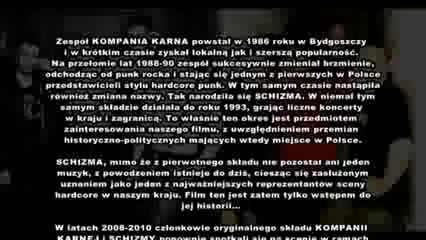 Zespół KOMPANIA KARNA powstał w 1986 roku w Bydgoszczy
i w krótkim czasie zyskał lokalną jak i szerszą popularność.
Na przełomie lat 1988-90 zespół sukcesywnie zmieniał brzmienie,
odchodząc od punk rocka i stając się jednym z pierwszych w Polsce
przedstawicieli stylu hardcore punk. W tym samym czasie nastąpiła
również zmiana nazwy. Tak narodziła się SCHIZMA. W niemal tym
samym składzie działała do roku 1993, grając liczne koncerty
w kraju i zagranicą. To właśnie ten okres jest przedmiotem
zainteresowania naszego filmu, z uwzględnieniem przemian
historyczno-politycznych mających wtedy miejsce w Polsce.
SCHIZMA, mimo że z pierwotnego składu nie pozostał ani jeden
muzyk, z powodzeniem istnieje do dziś, ciesząc się zasłużonym
uznaniem jako jeden z najważniejszych reprezentantów sceny
hardcore w naszym kraju. Film ten jest zatem tylko wstępem do
jej historii...
W latach 2008-2010 członkowie oryginalnego składu KOMPANII
KARNEJ i SCHIZMY ponownie spotkali się na scenie w ramach